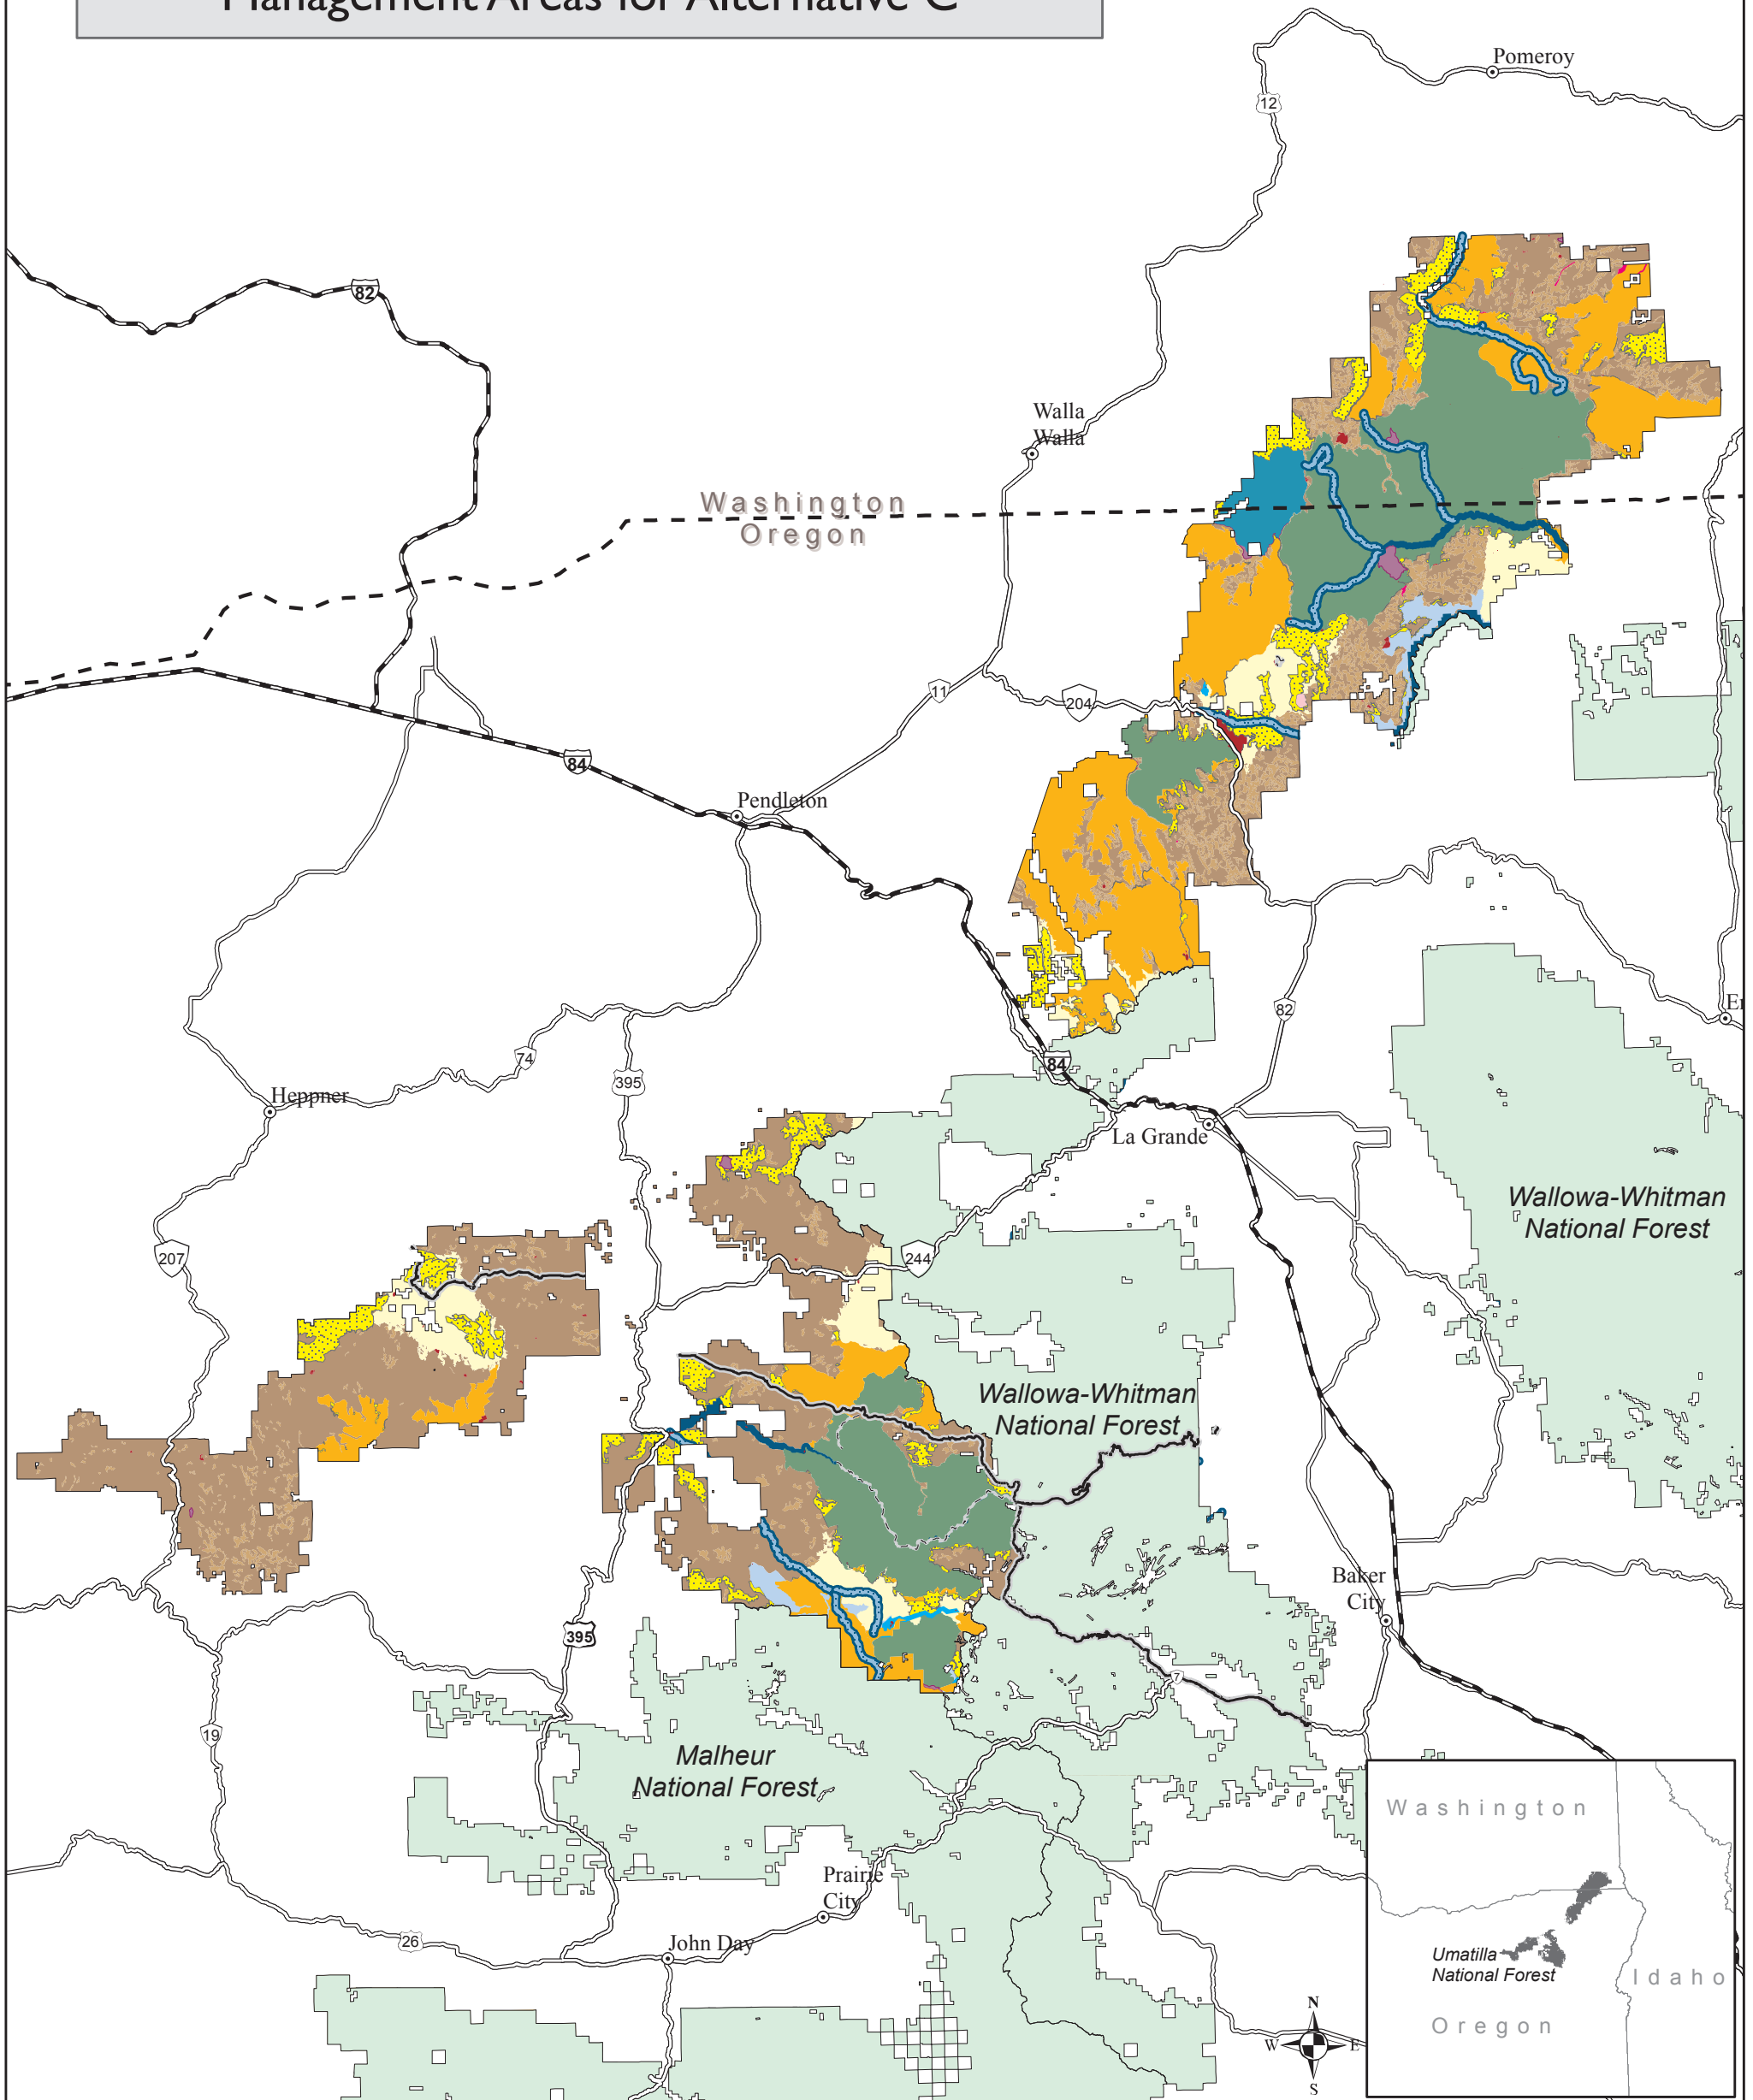 Management Areas for Alternative C
Pomeroy
12
82
Walla
Walla
Washington
Oregon
11
204
84
Pendleton
82
84
74
395
Heppner
La Grande
Wallowa-Whitman
National Forest
207
244
Wallowa-Whitman
National Forest
Baker
City
395
7
19
Malheur
National Forest
Washington
Prairie
City
Umatilla
National Forest
Idaho
26
John Day
Oregon
N
W
E
S